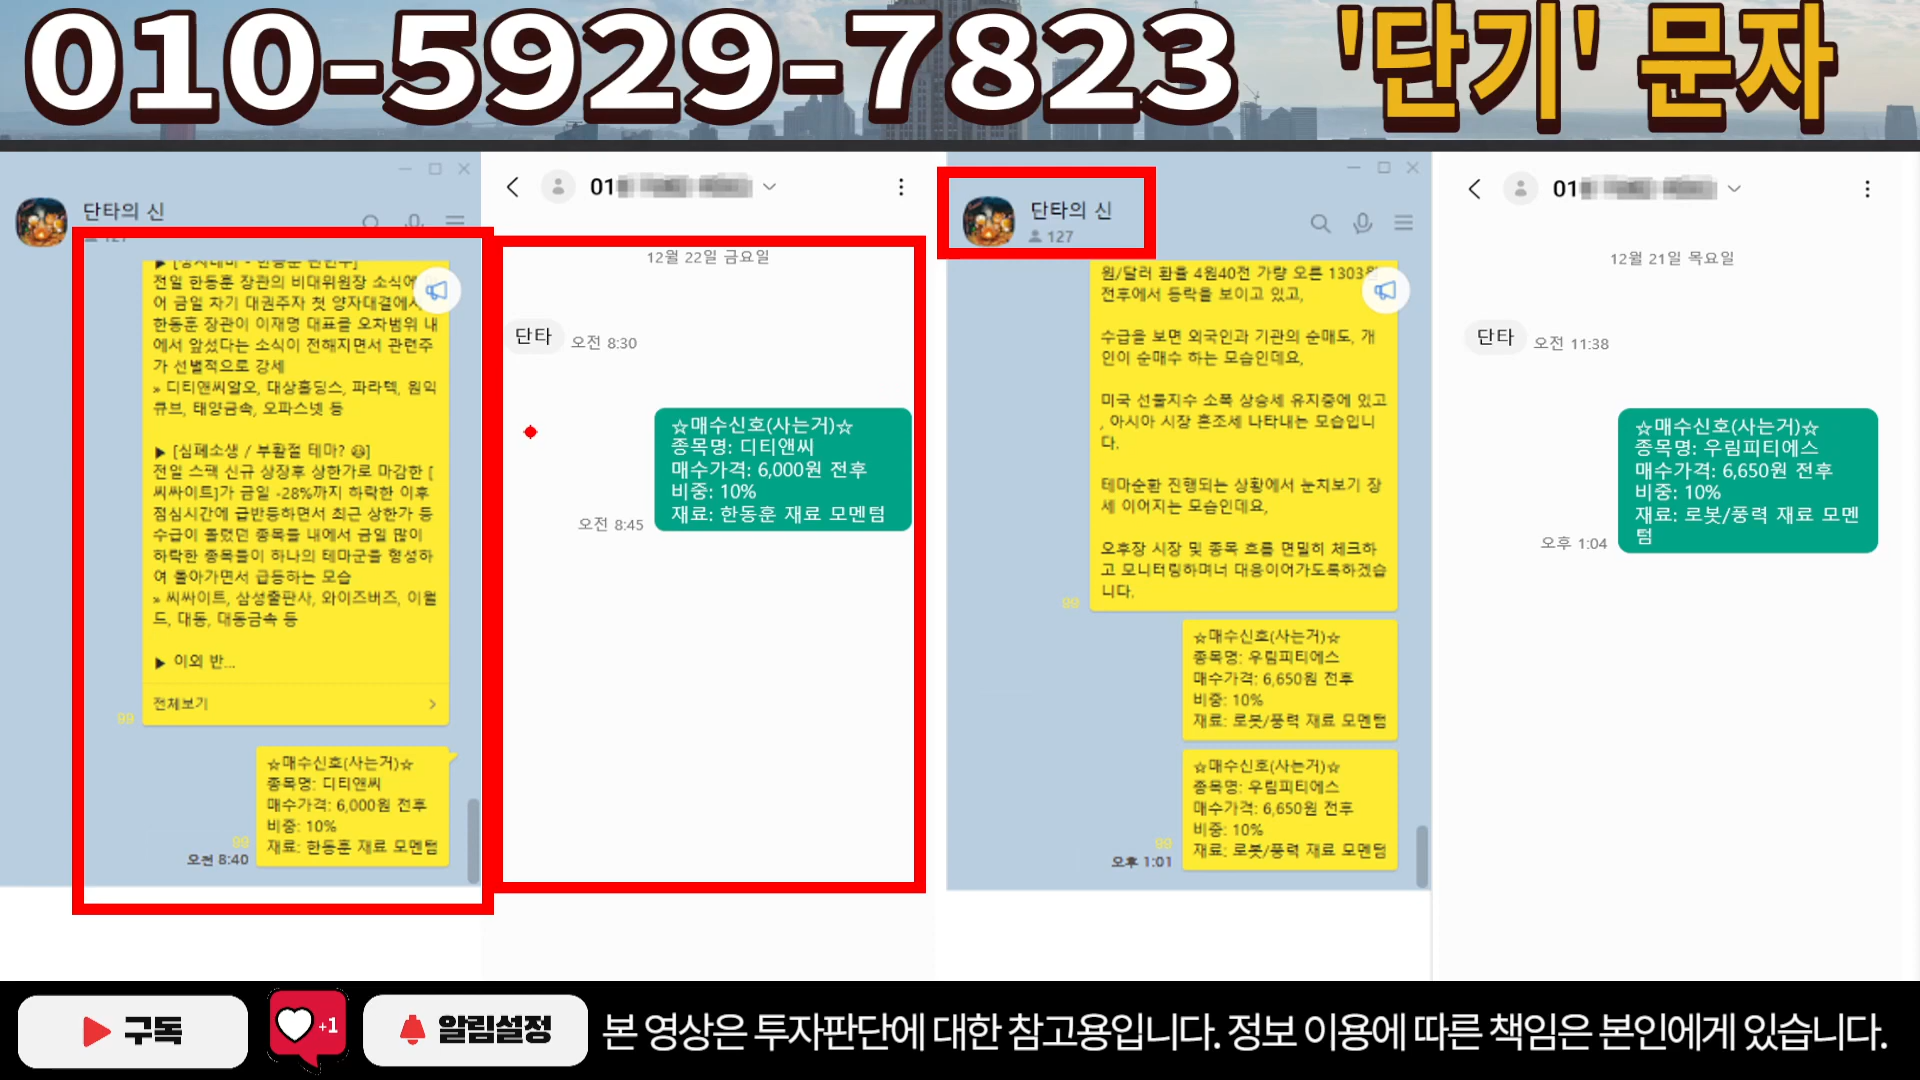 010-5929-7823 '단기' 문자
단타의 신
전일 한동훈 장관의 비대위원장 소식에
어 금일 차기 대권주자 첫 양자대결에서
한동훈 장관이 이재명 대표를 오차범위 내
에서 앞섰다는 소식이 전해지면서 관련주
가 선별적으로 강세
» 디티앤씨알오, 대상홀딩스, 파라텍, 원익
큐브, 태양금속, 오파스넷 등
▶ [심폐소생 / 부활절 테마? 😂]
전일 스팩 신규 상장후 상한가로 마감한 [
씨싸이트]가 금일 -28%까지 하락한 이후
점심시간에 급반등하면서 최근 상한가 등
수급이 몰렸던 종목들 내에서 금일 많이
하락한 종목들이 하나의 테마군을 형성하
여 돌아가면서 급등하는 모습
» 씨싸이트, 삼성출판사, 와이즈버즈, 이월
드, 대동, 대동금속 등
▶ 이외 반...
전체보기
99
☆매수신호(사는거)☆
종목명: 디티앤씨
매수가격: 6,000원 전후
비중: 10%
재료: 한동훈 재료 모멘텀
99
오전 8:40
01
12월 22일 금요일
단타
오전 8:30
☆매수신호(사는거)☆
종목명: 디티앤씨
매수가격: 6,000원 전후
비중: 10%
재료: 한동훈 재료 모멘텀
오전 8:45
단타의 신
127
원/달러 환율 4원40전 가량 오른 1303원
전후에서 등락을 보이고 있고,
수급을 보면 외국인과 기관의 순매도, 개
인이 순매수 하는 모습인데요,
미국 선물지수 소폭 상승세 유지중에 있고
, 아시아 시장 혼조세 나타내는 모습입니
다.
테마순환 진행되는 상황에서 눈치보기 장
세 이어지는 모습인데요,
오후장 시장 및 종목 흐름 면밀히 체크하
고 모니터링하며너 대응이어가도록하겠습
니다.
99
☆매수신호(사는거)☆
종목명: 우림피티에스
매수가격: 6,650원 전후
비중: 10%
재료: 로봇/풍력 재료 모멘텀
☆매수신호(사는거)☆
종목명: 우림피티에스
매수가격: 6,650원 전후
비중: 10%
재료: 로봇/풍력 재료 모멘텀
99
오후 1:01
01
12월 21일 목요일
단타
오전 11:38
☆매수신호(사는거)☆
종목명: 우림피티에스
매수가격: 6,650원 전후
비중: 10%
재료: 로봇/풍력 재료 모멘
텀
오후 1:04
구독
+1
알림설정
본 영상은 투자판단에 대한 참고용입니다. 정보 이용에 따른 책임은 본인에게 있습니다.